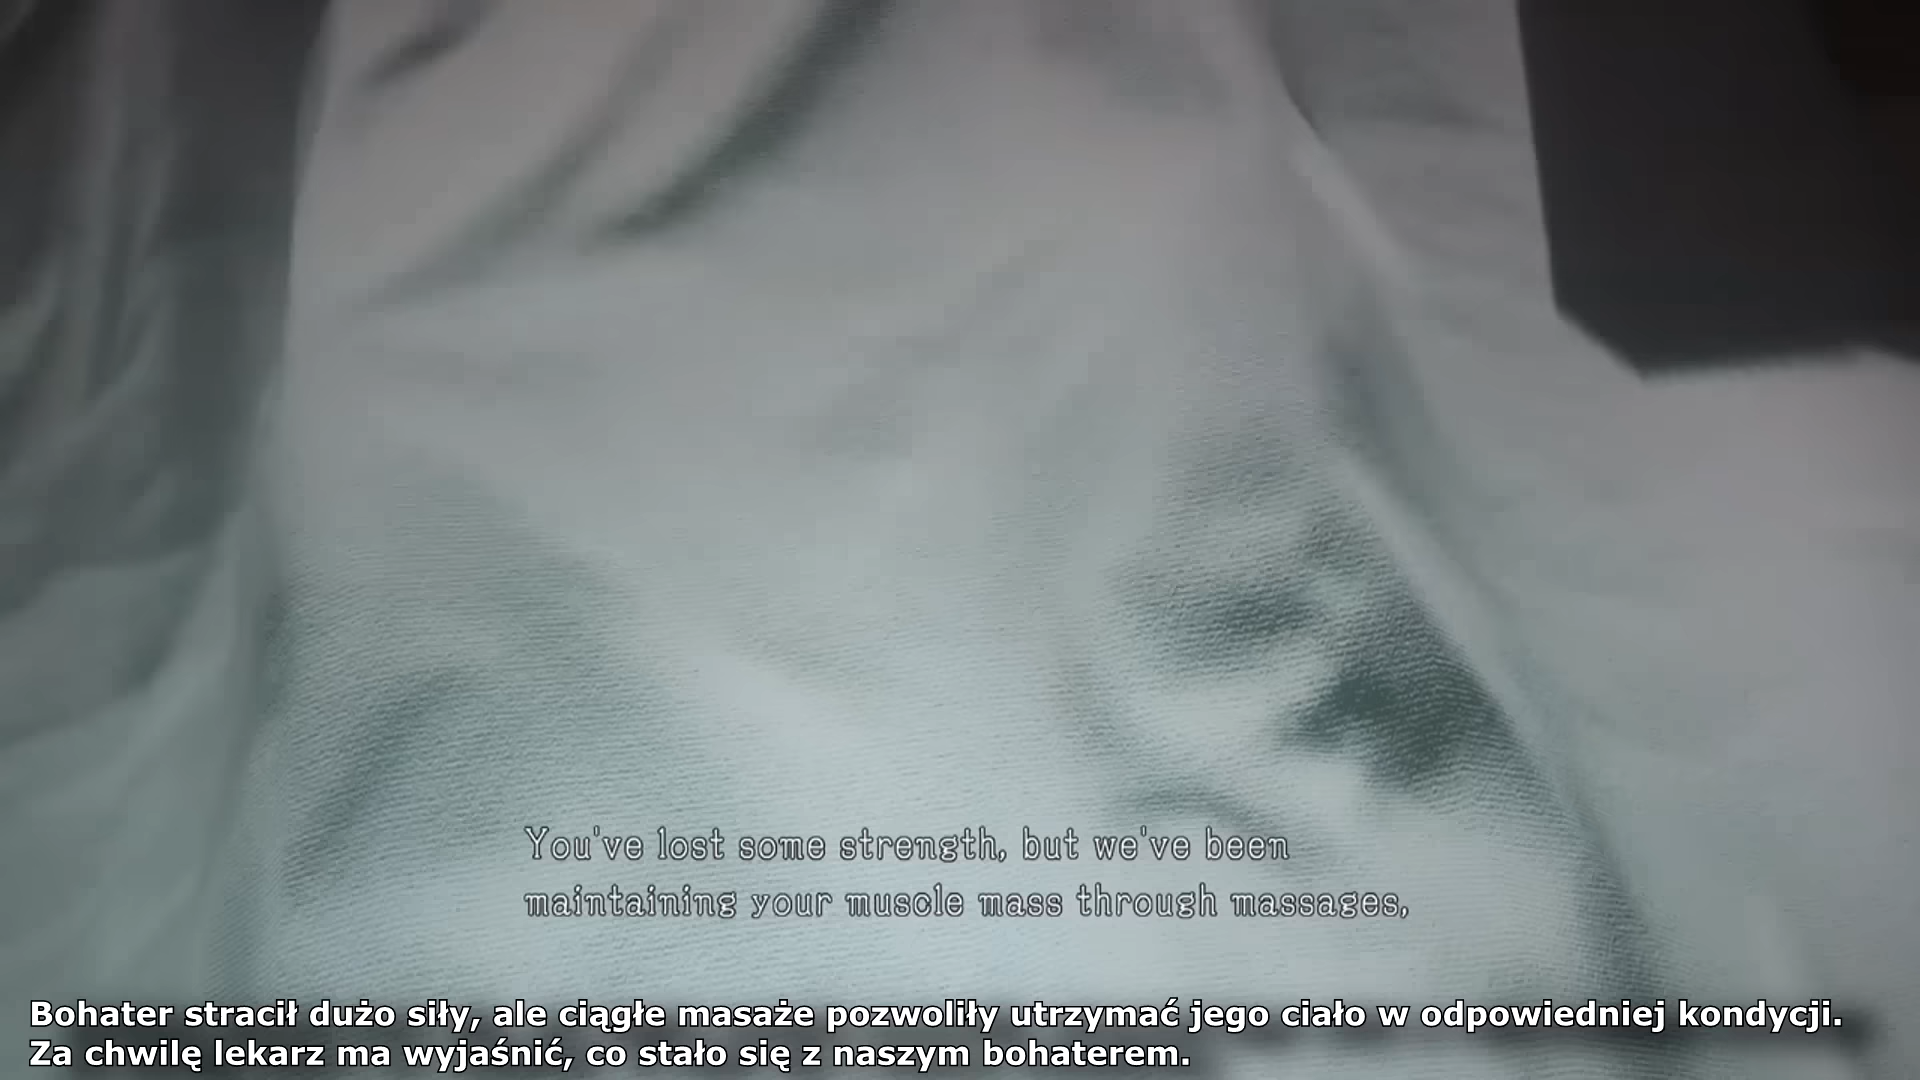 You've lost some strength, but we've been
maintaining your muscle mass through massages,
Bohater stracił dużo siły, ale ciągłe masaże pozwoliły utrzymać jego ciało w odpowiedniej kondycji.
Za chwilę lekarz ma wyjaśnić, co stało się z naszym bohaterem.